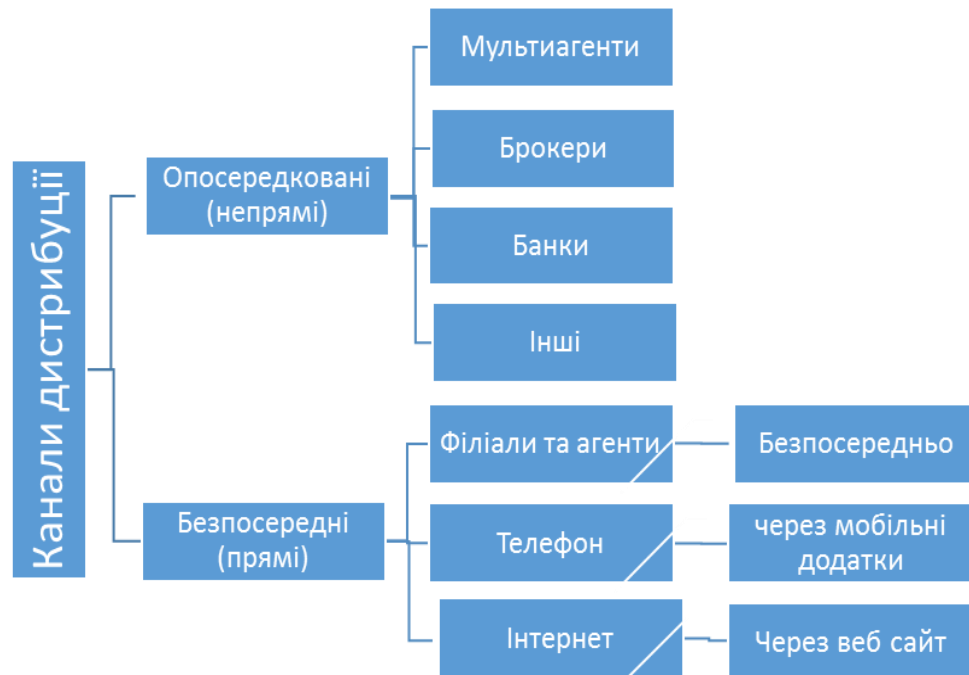 Канали дистрибуції
Опосередковані
(непрямі)
Мультиагенти
Брокери
Банки
Інші
Безпосередні
(прямі)
Філіали та агенти
Безпосередньо
Телефон
через мобільні
додатки
Інтернет
Через веб сайт